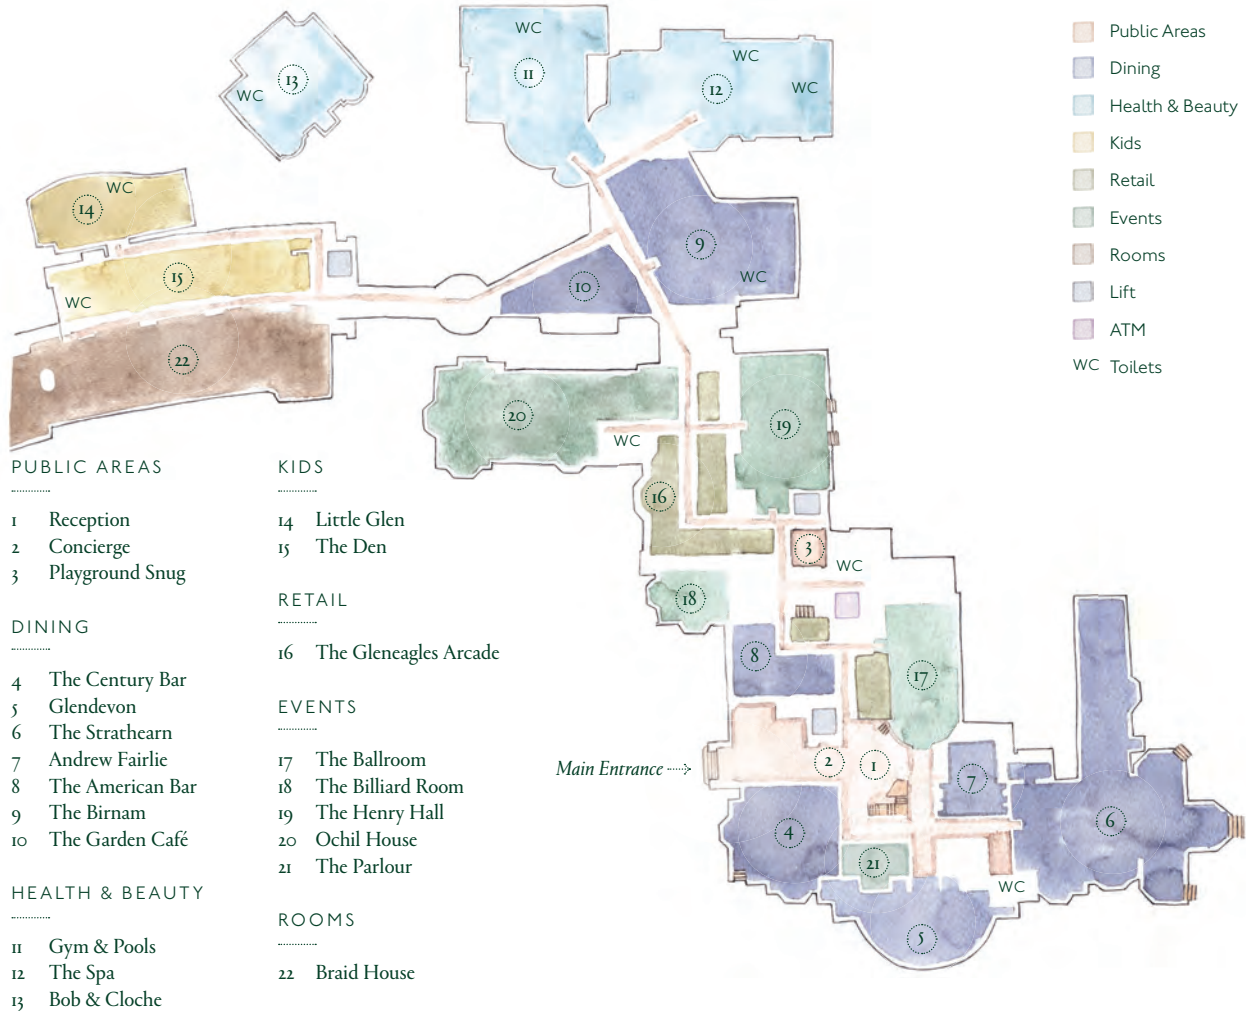 WC
11
WC
12
WC
13
WC
14
WC
15
WC
9
WC
10
22
20
WC
19
16
3
WC
18
8
17
Main Entrance
2
1
7
4
6
21
WC
5
Public Areas
Dining
Health & Beauty
Kids
Retail
Events
Rooms
Lift
ATM
WC Toilets
PUBLIC AREAS
1 Reception
2 Concierge
3 Playground Snug
DINING
4 The Century Bar
5 Glendevon
6 The Strathearn
7 Andrew Fairlie
8 The American Bar
9 The Birnam
10 The Garden Café
HEALTH & BEAUTY
11 Gym & Pools
12 The Spa
13 Bob & Cloche
KIDS
14 Little Glen
15 The Den
RETAIL
16 The Gleneagles Arcade
EVENTS
17 The Ballroom
18 The Billiard Room
19 The Henry Hall
20 Ochil House
21 The Parlour
ROOMS
22 Braid House